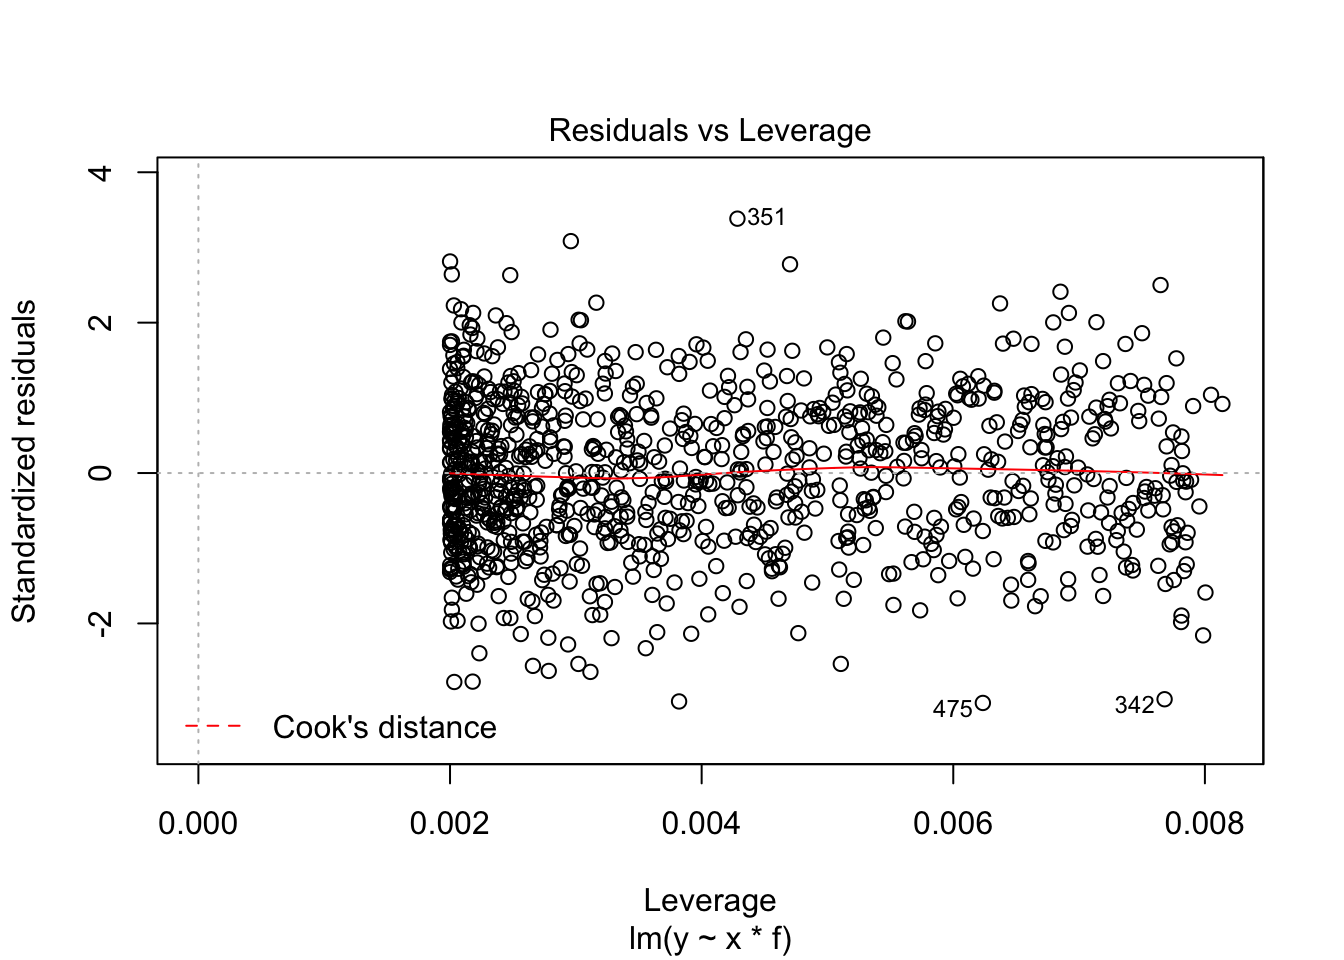 Residuals vs Leverage
4
2
0
-2
Standardized residuals
351
475
342
Cook's distance
0.000 0.002 0.004 0.006 0.008
Leverage
lm(y ~ x * f)